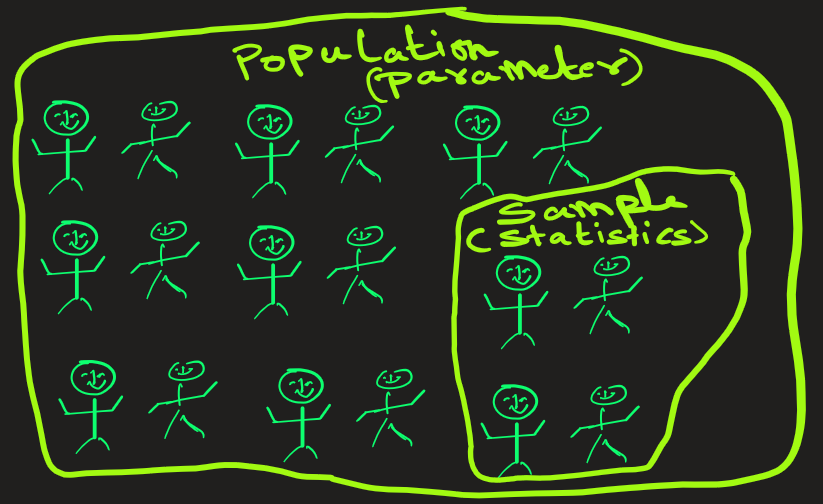 Population
(parameter)
Sample
(statistics)